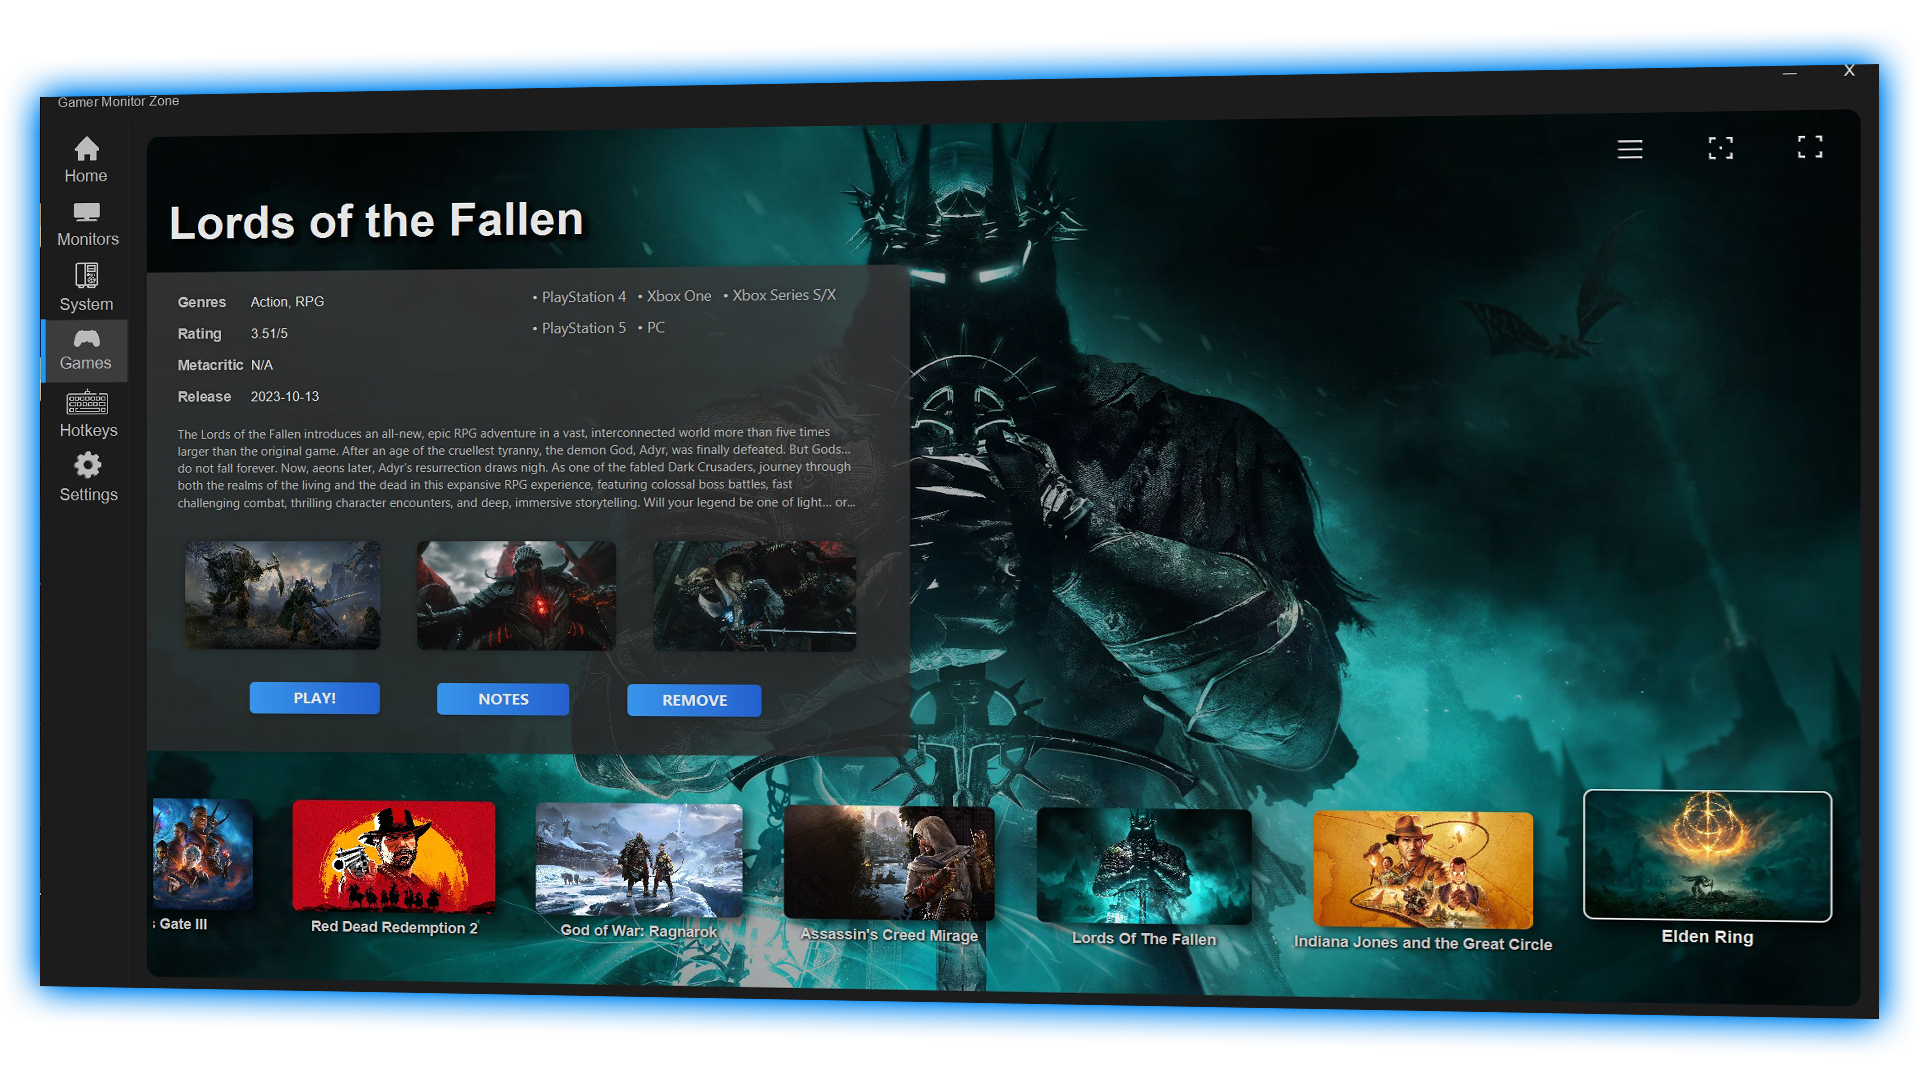 Gamer Monitor Zone
X
Home
Monitors
System
Games
Hotkeys
Settings
Lords of the Fallen
Genres Action, RPG
Rating 3.51/5
Metacritic N/A
Release 2023-10-13
• PlayStation 4 • Xbox One • Xbox Series S/X
• PlayStation 5 • PC
The Lords of the Fallen introduces an all-new, epic RPG adventure in a vast, interconnected world more than five times
larger than the original game. After an age of the cruellest tyranny, the demon God, Adyr, was finally defeated. But Gods...
do not fall forever. Now, aeons later, Adyr's resurrection draws nigh. As one of the fabled Dark Crusaders, journey through
both the realms of the living and the dead in this expansive RPG experience, featuring colossal boss battles, fast
challenging combat, thrilling character encounters, and deep, immersive storytelling. Will your legend be one of light... or...
PLAY!
NOTES
REMOVE
s Gate III
Red Dead Redemption 2
God of War: Ragnarok
Assassin's Creed Mirage
Lords Of The Fallen
Indiana Jones and the Great Circle
Elden Ring